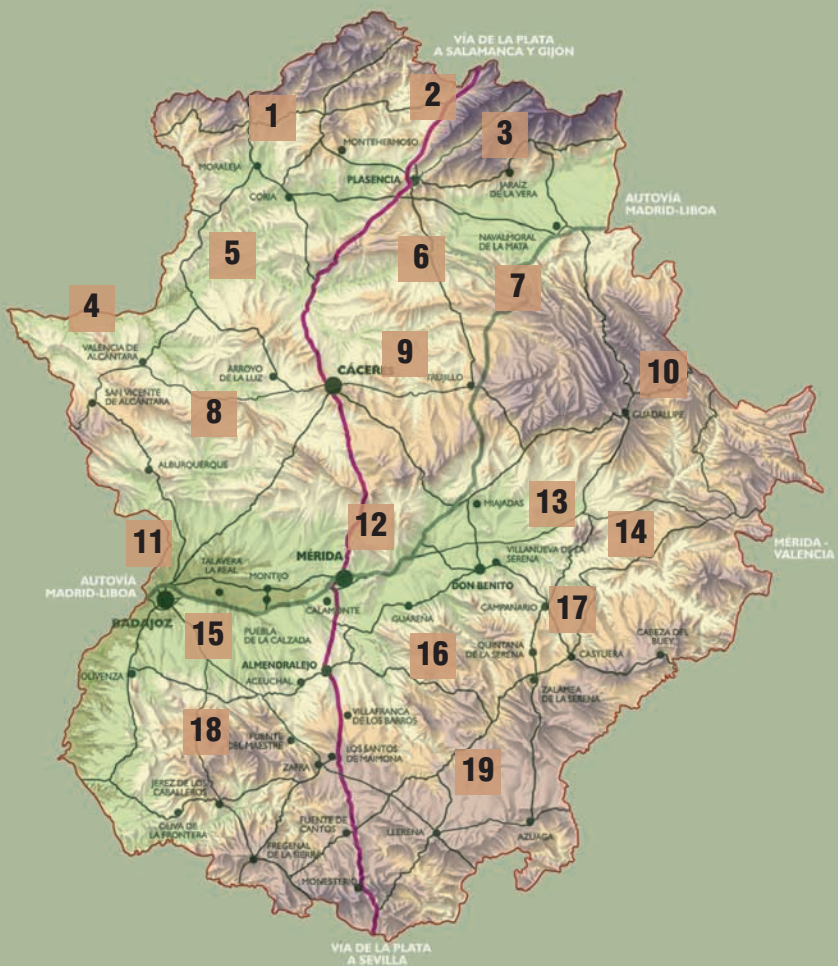 VÍA DE LA PLATA
A SALAMANCA Y GIJÓN
2
1
3
MONTEHERMOSO
MORALEJA
PLASENCIA
JARAÍZ
DE LA VERA
CORIA
AUTOVÍA
MADRID-LIBOA
NAVALMORAL
DE LA MATA
5
6
7
4
VALENCIA DE
ALCÁNTARA
9
ARROYO
DE LA LUZ
CÁCERES
TRUJILLO
10
SAN VICENTE
DE ALCÁNTARA
8
GUADALUPE
ALBURQUERQUE
MIAJADAS
13
12
14
11
MÉRIDA -
VALENCIA
VILLANUEVA DE LA
SERENA
MÉRIDA
TALAVERA
LA REAL
MONTIJO
DON BENITO
AUTOVÍA
MADRID-LIBOA
CALAMONTE
GUAREÑA
CAMPANARIO
17
BADAJOZ
15
PUEBLA
DE LA CALZADA
CABEZA DEL
BUEY
16
QUINTANA
DE LA SERENA
CASTUERA
ALMENDRALEJO
OLIVENZA
ACEUCHAL
ZALAMEA
DE LA SERENA
VILLAFRANCA
DE LOS BARROS
18
FUENTE
DEL MAESTRE
LOS SANTOS
DE MAIMONA
ZAFRA
19
JEREZ DE LOS
CABALLEROS
OLIVA DE
LA FRONTERA
FUENTE DE
CANTOS
LLERENA
AZUAGA
FREGENAL
DE LA SIERRA
MONESTERIO
VÍA DE LA PLATA
A SEVILLA